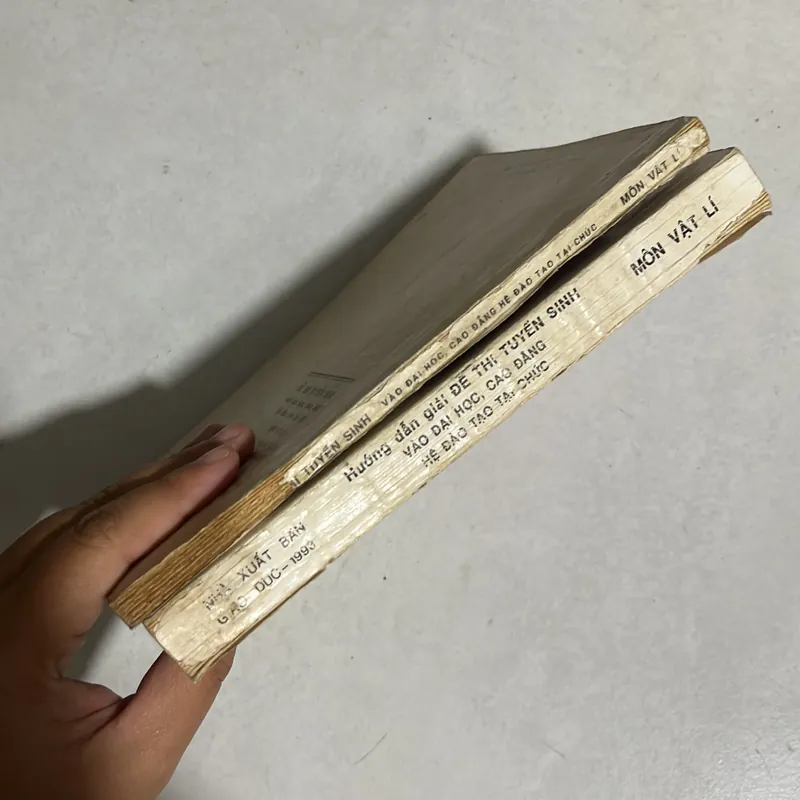 TUYỂN SINH VÀO ĐẠI HỌC, CAO ĐẲNG HỆ ĐÀO TẠO TẠI CHỨC MÔN VẬT LÍ
Hướng dẫn giải ĐỀ THI TUYỂN SINH
VÀO ĐẠI HỌC, CAO ĐẲNG
HỆ ĐÀO TẠO TẠI CHỨC
MÔN VẬT LÍ
NHÀ XUẤT BẢN
GIÁO DỤC - 1993